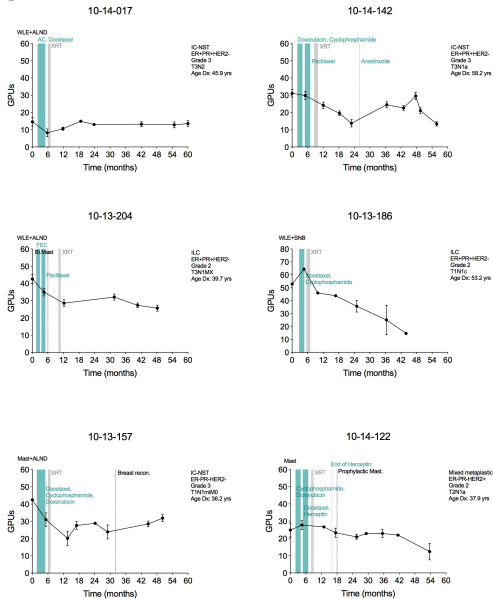 10-14-017
WLE+ALND
AC, Docetaxel
XRT
IC-NST
ER+PR+HER2-
Grade 3
T3N2
Age Dx: 45.9 yrs
GPUs
60
50
40
30
20
10
0
0 6 12 18 24 30 36 42 48 54 60
Time (months)
10-14-142
Doxorubicin, Cyclophosphamide
XRT
Paclitaxel
Anastrozole
IC-NST
ER+PR+HER2-
Grade 3
T3N1a
Age Dx: 58.2 yrs
GPUs
60
50
40
30
20
10
0
0 6 12 18 24 30 36 42 48 54 60
Time (months)
10-13-204
WLE+ALND
FEC
Bi.Mast
XRT
Paclitaxel
ILC
ER+PR+HER2-
Grade 2
T3N1MX
Age Dx: 39.7 yrs
GPUs
60
50
40
30
20
10
0
0 6 12 18 24 30 36 42 48 54 60
Time (months)
10-13-186
WLE+SNB
XRT
Docetaxel,
Cyclophosphamide
ILC
ER+PR+HER2-
Grade 2
T1N1c
Age Dx: 53.2 yrs
GPUs
80
70
60
50
40
30
20
10
0
0 6 12 18 24 30 36 42 48 54 60
Time (months)
10-13-157
Mast+ALND
XRT
Breast recon.
Docetaxel,
Cyclophosphamide,
Doxorubicin
IC-NST
ER-PR-HER2-
Grade 3
T1N1miM0
Age Dx: 36.2 yrs
GPUs
60
50
40
30
20
10
0
0 6 12 18 24 30 36 42 48 54 60
Time (months)
10-14-122
Mast
End of Herceptin
XRT
Prophylactic Mast.
Cyclophosphamide,
Doxorubicin
Docetaxel,
Herceptin
Mixed metaplastic
ER-PR-HER2+
Grade 2
T2N1a
Age Dx: 37.9 yrs
GPUs
60
50
40
30
20
10
0
0 6 12 18 24 30 36 42 48 54 60
Time (months)